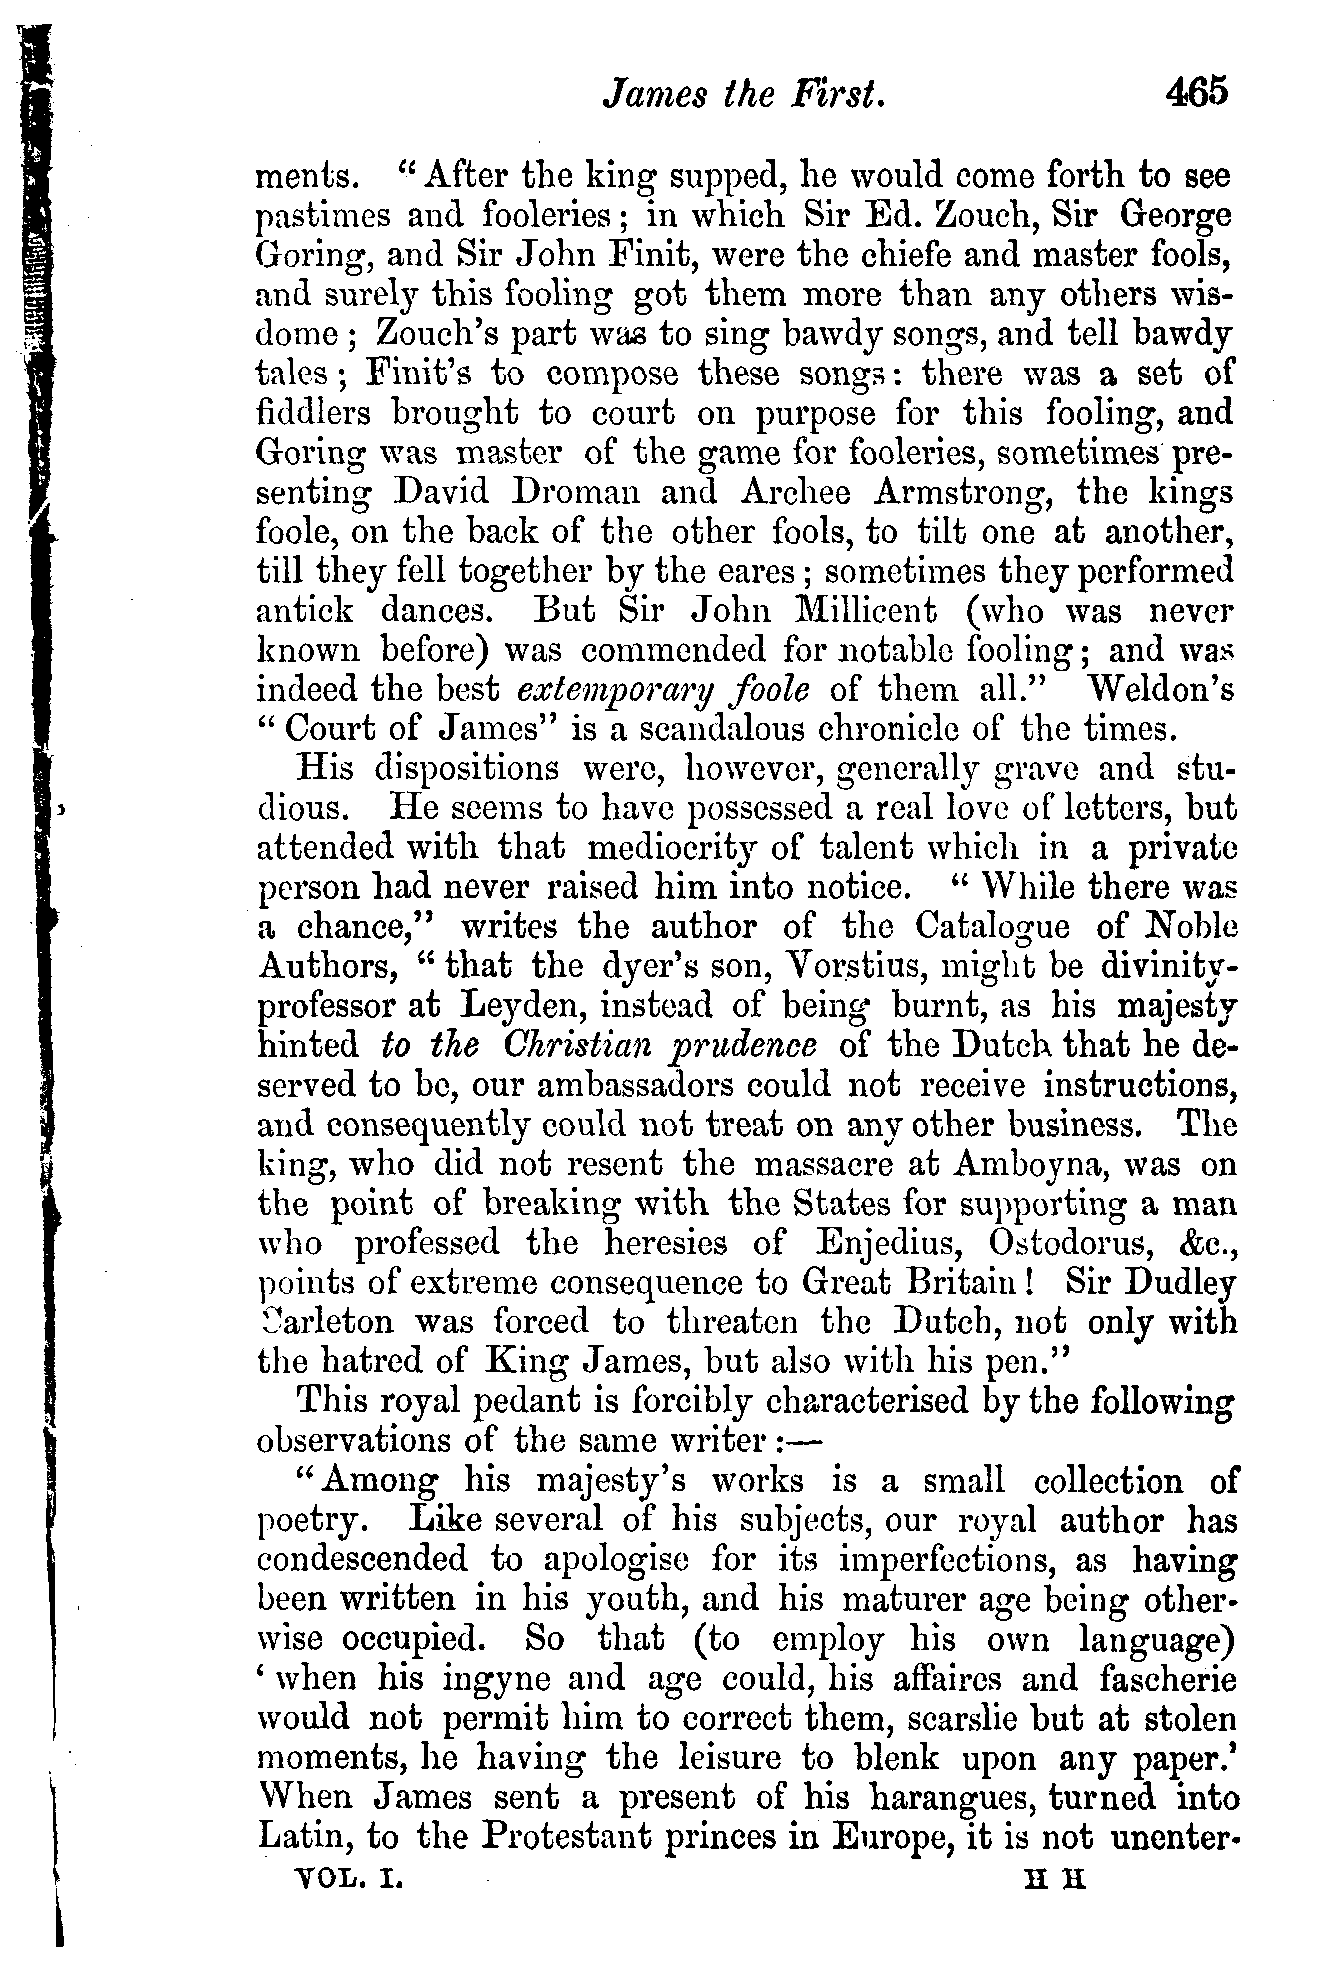 James the First. 465
ments. “After the king supped, he would come forth to see
pastimes and fooleries; in which Sir Ed. Zouch, Sir George
Goring, and Sir John Finit, were the chiefe and master fools,
and surely this fooling got them more than any others wis-
dome; Zouch’s part was to sing bawdy songs, and tell bawdy
tales; Finit’s to compose these songs: there was a set of
fiddlers brought to court on purpose for this fooling, and
Goring was master of the game for fooleries, sometimes pre-
senting David Droman and Archee Armstrong, the kings
foole, on the back of the other fools, to tilt one at another,
till they fell together by the eares; sometimes they performed
antick dances. But Sir John Millicent (who was never
known before) was commended for notable fooling; and was
indeed the best extemporary foole of them all.” Weldon’s
“Court of James” is a scandalous chronicle of the times.
His dispositions were, however, generally grave and stu-
dious. He seems to have possessed a real love of letters, but
attended with that mediocrity of talent which in a private
person had never raised him into notice. “While there was
a chance,” writes the author of the Catalogue of Noble
Authors, “that the dyer’s son, Vorstius, might be divinity-
professor at Leyden, instead of being burnt, as his majesty
hinted to the Christian prudence of the Dutch that he de-
served to be, our ambassadors could not receive instructions,
and consequently could not treat on any other business. The
king, who did not resent the massacre at Amboyna, was on
the point of breaking with the States for supporting a man
who professed the heresies of Enjedius, Ostodorus, &c.,
points of extreme consequence to Great Britain! Sir Dudley
Carleton was forced to threaten the Dutch, not only with
the hatred of King James, but also with his pen.”
This royal pedant is forcibly characterised by the following
observations of the same writer:—
“Among his majesty’s works is a small collection of
poetry. Like several of his subjects, our royal author has
condescended to apologise for its imperfections, as having
been written in his youth, and his maturer age being other-
wise occupied. So that (to employ his own language)
‘when his ingyne and age could, his affaires and fascherie
would not permit him to correct them, scarslie but at stolen
moments, he having the leisure to blenk upon any paper.’
When James sent a present of his harangues, turned into
Latin, to the Protestant princes in Europe, it is not unenter-
VOL. I. H H